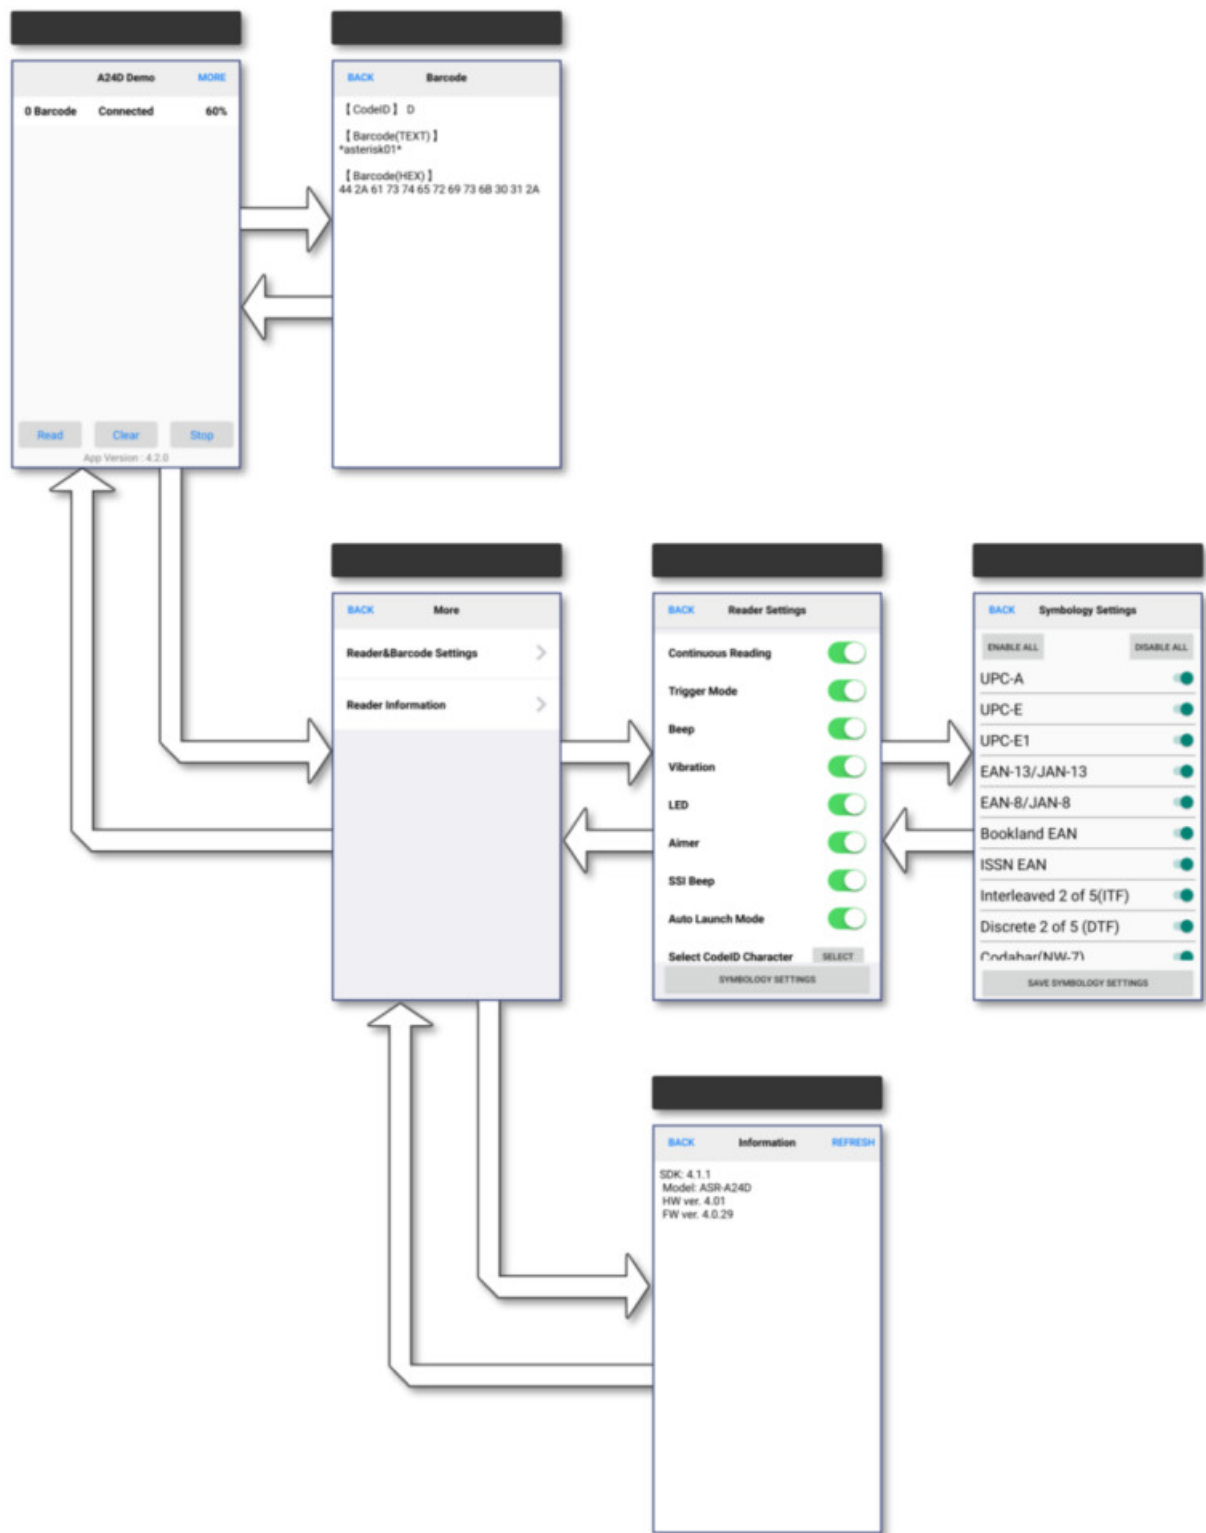 A24D Demo MORE
0 Barcode Connected 60%
Read Clear Stop
App Version : 4.2.0
BACK Barcode
【 CodeID 】 D
【 Barcode(TEXT) 】
*asterisk01*
【 Barcode(HEX) 】
44 2A 61 73 74 65 72 69 73 6B 30 31 2A
BACK More
Reader&Barcode Settings
Reader Information
BACK Reader Settings
Continuous Reading
Trigger Mode
Beep
Vibration
LED
Aimer
SSI Beep
Auto Launch Mode
Select CodeID Character SELECT
SYMBOLOGY SETTINGS
BACK Symbology Settings
ENABLE ALL DISABLE ALL
UPC-A
UPC-E
UPC-E1
EAN-13/JAN-13
EAN-8/JAN-8
Bookland EAN
ISSN EAN
Interleaved 2 of 5(ITF)
Discrete 2 of 5 (DTF)
Codabar(NW-7)
SAVE SYMBOLOGY SETTINGS
BACK Information REFRESH
SDK: 4.1.1
Model: ASR-A24D
HW ver. 4.01
FW ver. 4.0.29